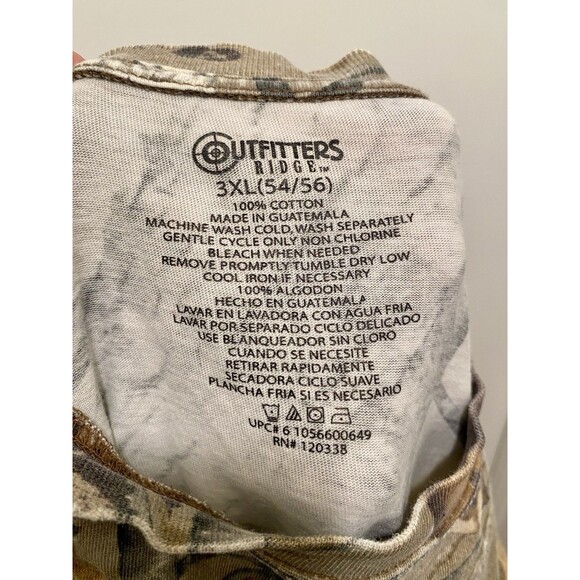 OUTFITTERS
RIDGE™
3XL(54/56)
100% COTTON
MADE IN GUATEMALA
MACHINE WASH COLD, WASH SEPARATELY
GENTLE CYCLE ONLY NON CHLORINE
BLEACH WHEN NEEDED
REMOVE PROMPTLY TUMBLE DRY LOW
COOL IRON IF NECESSARY
100% ALGODON
HECHO EN GUATEMALA
LAVAR EN LAVADORA CON AGUA FRIA
LAVAR POR SEPARADO CICLO DELICADO
USE BLANQUEADOR SIN CLORO
CUANDO SE NECESITE
RETIRAR RAPIDAMENTE
SECADORA CICLO SUAVE
PLANCHA FRIA SI ES NECESARIO
UPC# 6 1056600649
RN# 120338